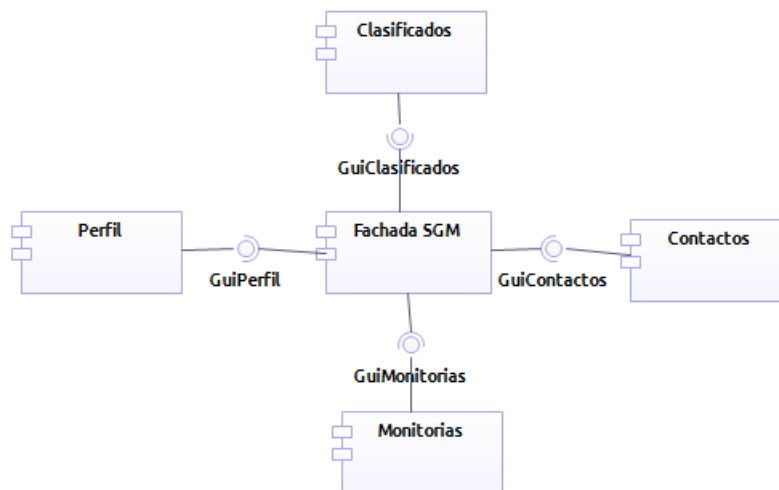 Clasificados
GuiClasificados
Perfil
Fachada SGM
Contactos
GuiPerfil
GuiContactos
GuiMonitorias
Monitorias